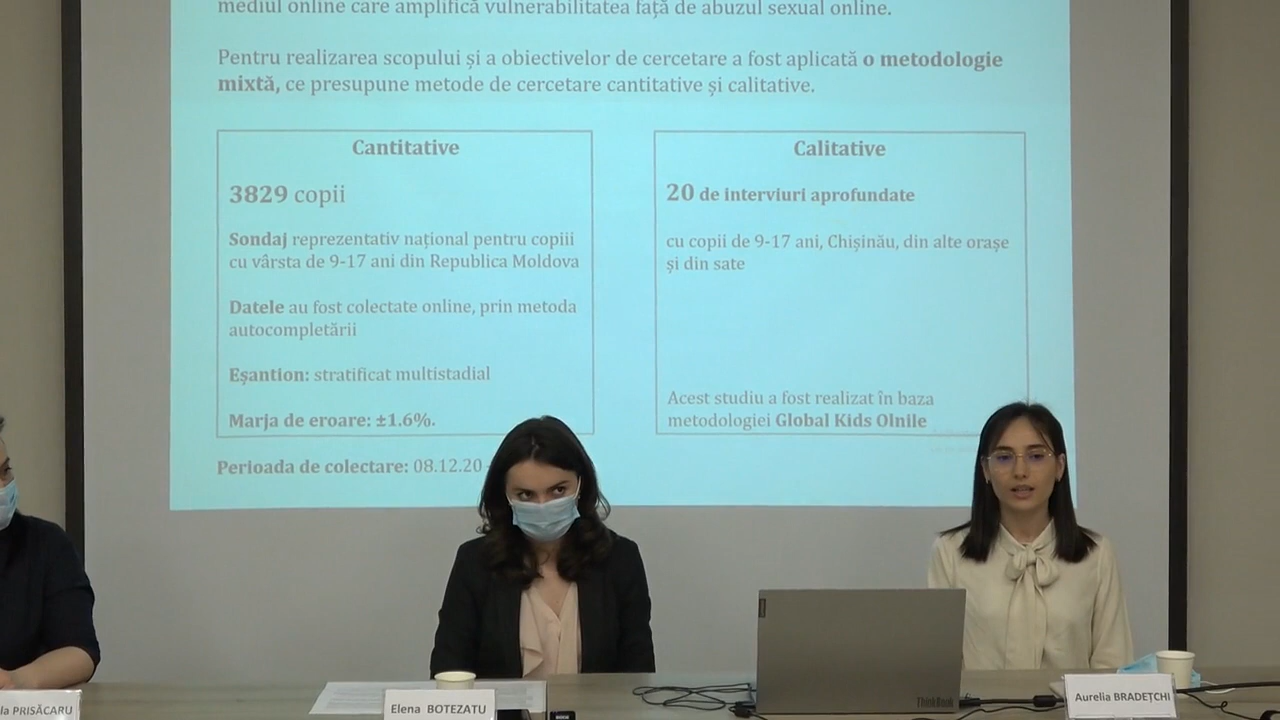 mediul online care amplifică vulnerabilitatea față de abuzul sexual online.
Pentru realizarea scopului și a obiectivelor de cercetare a fost aplicată o metodologie
mixtă, ce presupune metode de cercetare cantitative și calitative.
Cantitative
3829 copii
Sondaj reprezentativ național pentru copiii
cu vârsta de 9-17 ani din Republica Moldova
Datele au fost colectate online, prin metoda
autocompletării
Eșantion: stratificat multistadial
Marja de eroare: ±1.6%.
Calitative
20 de interviuri aprofundate
cu copii de 9-17 ani, Chișinău, din alte orașe
și din sate
Acest studiu a fost realizat în baza
metodologiei Global Kids Olnile
Perioada de colectare: 08.12.20
ThinkBook
la PRISĂCARU
Elena BOTEZATU
Aurelia BRADEȚCHI